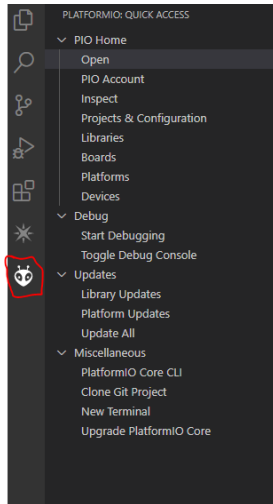 PLATFORMIO: QUICK ACCESS
PIO Home
Open
PIO Account
Inspect
Projects & Configuration
Libraries
Boards
Platforms
Devices
Debug
Start Debugging
Toggle Debug Console
Updates
Library Updates
Platform Updates
Update All
Miscellaneous
PlatformIO Core CLI
Clone Git Project
New Terminal
Upgrade PlatformIO Core